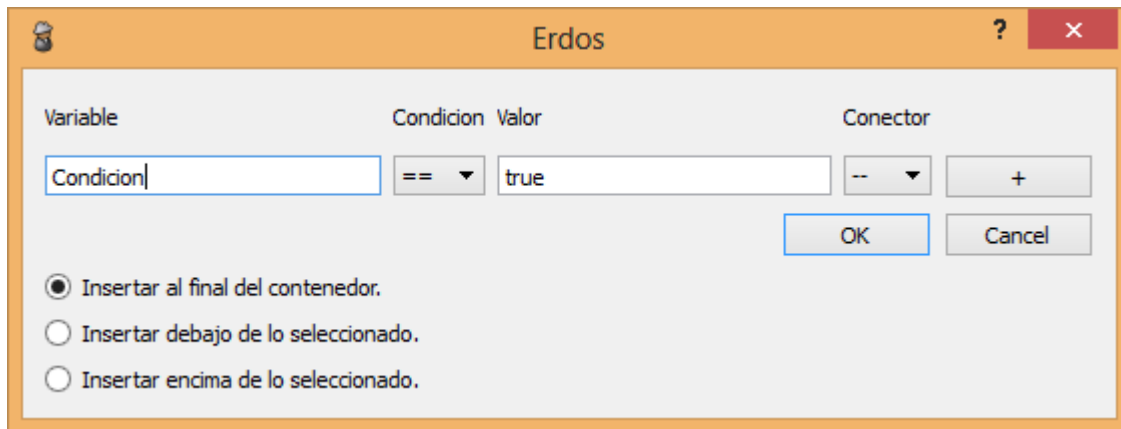 Erdos ? ×
Variable Condicion Valor Conector
Condicion == true -- +
OK Cancel
Insertar al final del contenedor.
Insertar debajo de lo seleccionado.
Insertar encima de lo seleccionado.